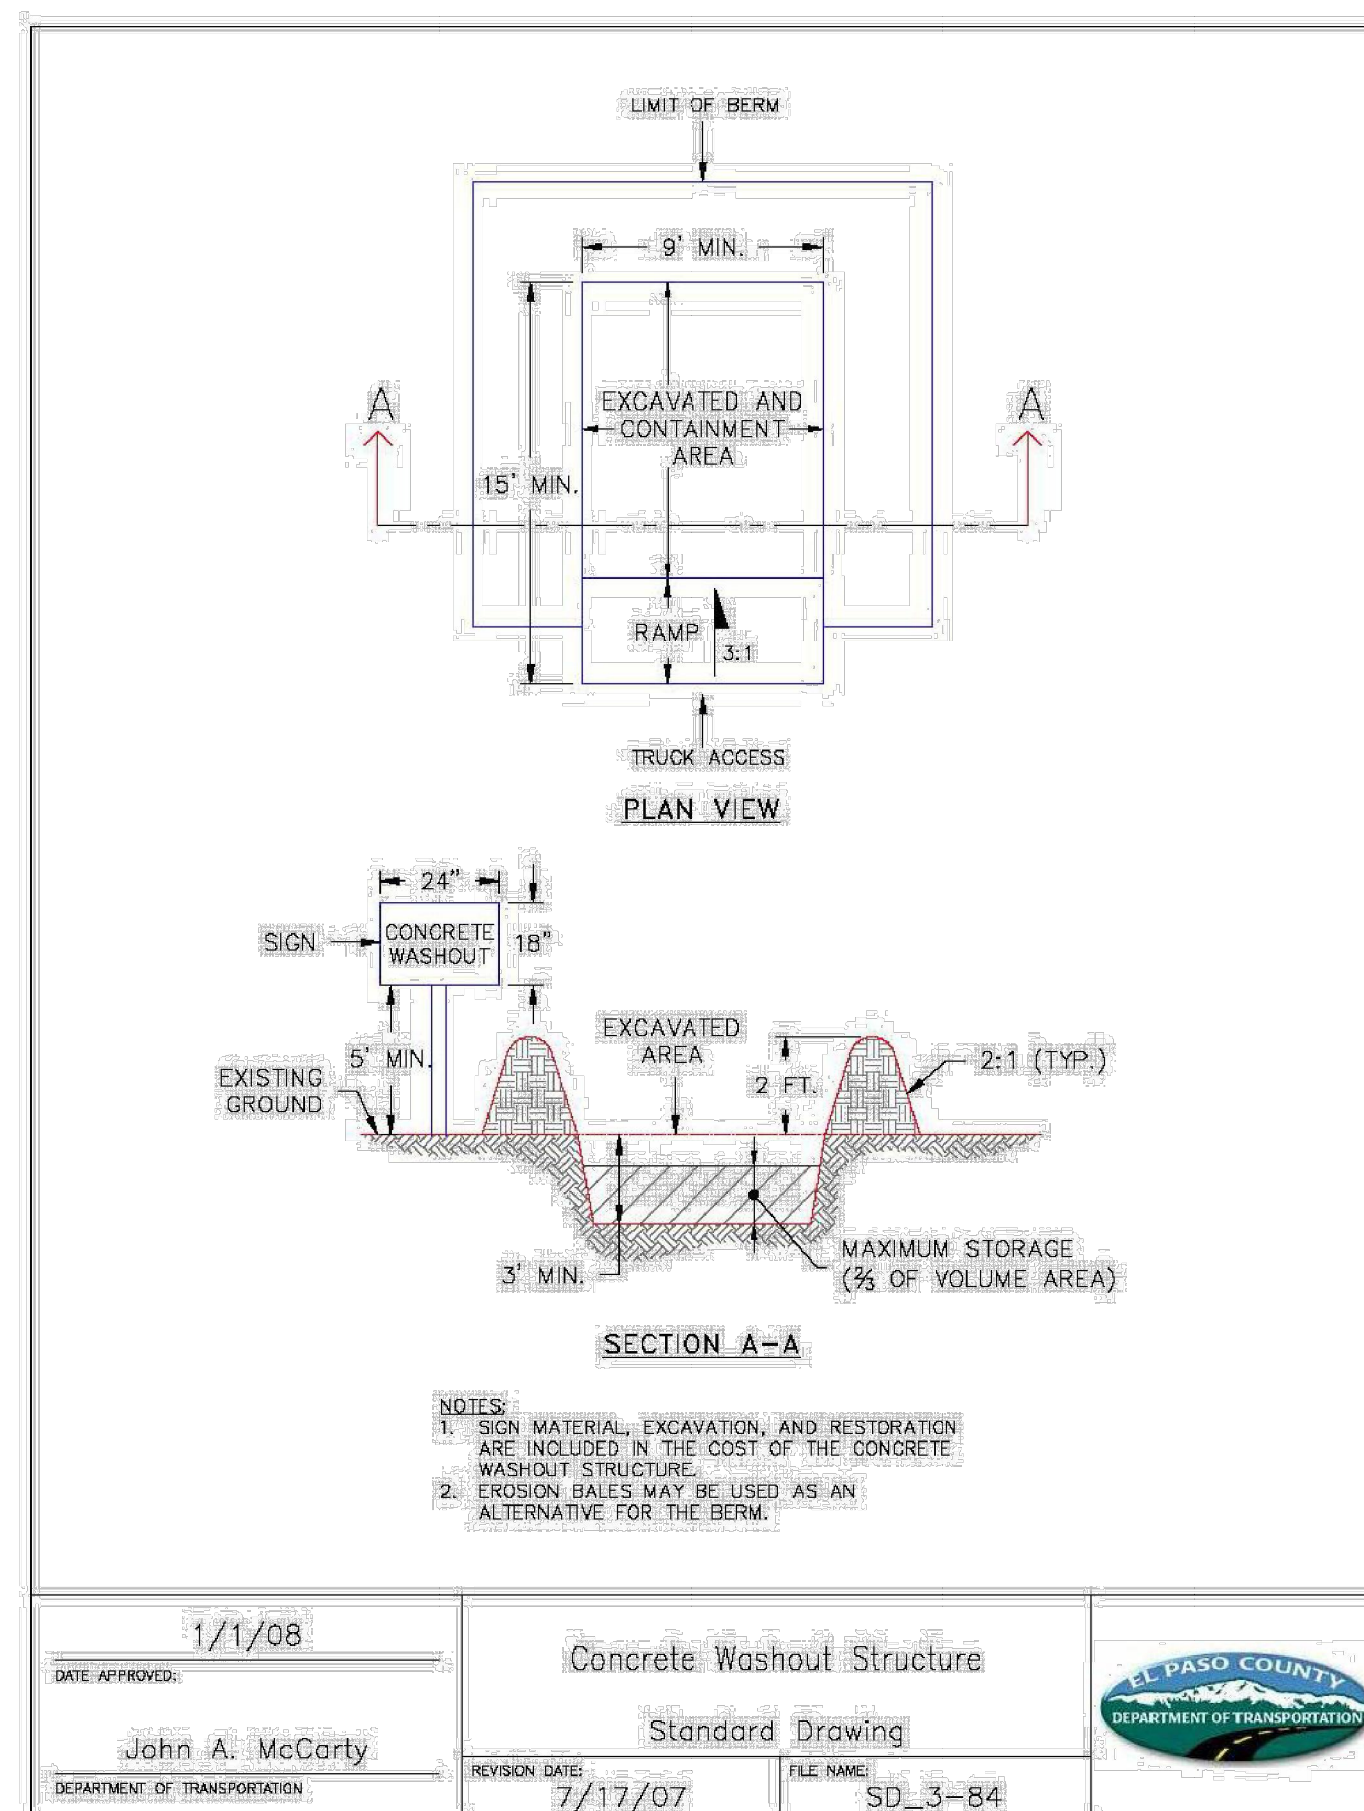 LIMIT OF BERM
9' MIN.
A
A
EXCAVATED AND
CONTAINMENT
AREA
15' MIN.
RAMP
3:1
TRUCK ACCESS
PLAN VIEW
24"
SIGN
CONCRETE
WASHOUT
18"
EXCAVATED
AREA
5' MIN.
2 FT.
2:1 (TYP.)
EXISTING
GROUND
MAXIMUM STORAGE
(⅔ OF VOLUME AREA)
3' MIN.
SECTION A-A
NOTES:
1. SIGN MATERIAL, EXCAVATION, AND RESTORATION
ARE INCLUDED IN THE COST OF THE CONCRETE
WASHOUT STRUCTURE.
2. EROSION BALES MAY BE USED AS AN
ALTERNATIVE FOR THE BERM.
1/1/08
DATE APPROVED:
John A. McCarty
DEPARTMENT OF TRANSPORTATION
Concrete Washout Structure
Standard Drawing
REVISION DATE:
7/17/07
FILE NAME:
SD_3-84
EL PASO COUNTY
DEPARTMENT OF TRANSPORTATION